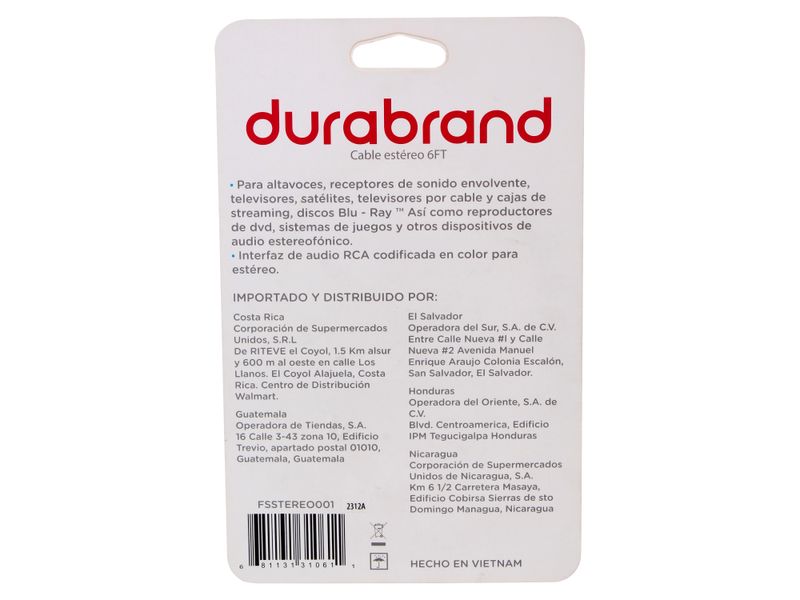 durabrand
Cable estéreo 6FT
• Para altavoces, receptores de sonido envolvente,
televisores, satélites, televisores por cable y cajas de
streaming, discos Blu - Ray ™ Así como reproductores
de dvd, sistemas de juegos y otros dispositivos de
audio estereofónico.
• Interfaz de audio RCA codificada en color para
estéreo.
IMPORTADO Y DISTRIBUIDO POR:
Costa Rica
Corporación de Supermercados
Unidos, S.R.L
De RITEVE el Coyol, 1.5 Km alsur
y 600 m al oeste en calle Los
Llanos. El Coyol Alajuela, Costa
Rica. Centro de Distribución
Walmart.
Guatemala
Operadora de Tiendas, S.A.
16 Calle 3-43 zona 10, Edificio
Trevio, apartado postal 01010,
Guatemala, Guatemala
El Salvador
Operadora del Sur, S.A. de C.V.
Entre Calle Nueva #I y Calle
Nueva #2 Avenida Manuel
Enrique Araujo Colonia Escalón,
San Salvador, El Salvador.
Honduras
Operadora del Oriente, S.A. de
C.V.
Blvd. Centroamerica, Edificio
IPM Tegucigalpa Honduras
Nicaragua
Corporación de Supermercados
Unidos de Nicaragua, S.A.
Km 6 1/2 Carretera Masaya,
Edificio Cobirsa Sierras de sto
Domingo Managua, Nicaragua
FSSTEREO001 2312A
6 81131 31061 1
HECHO EN VIETNAM